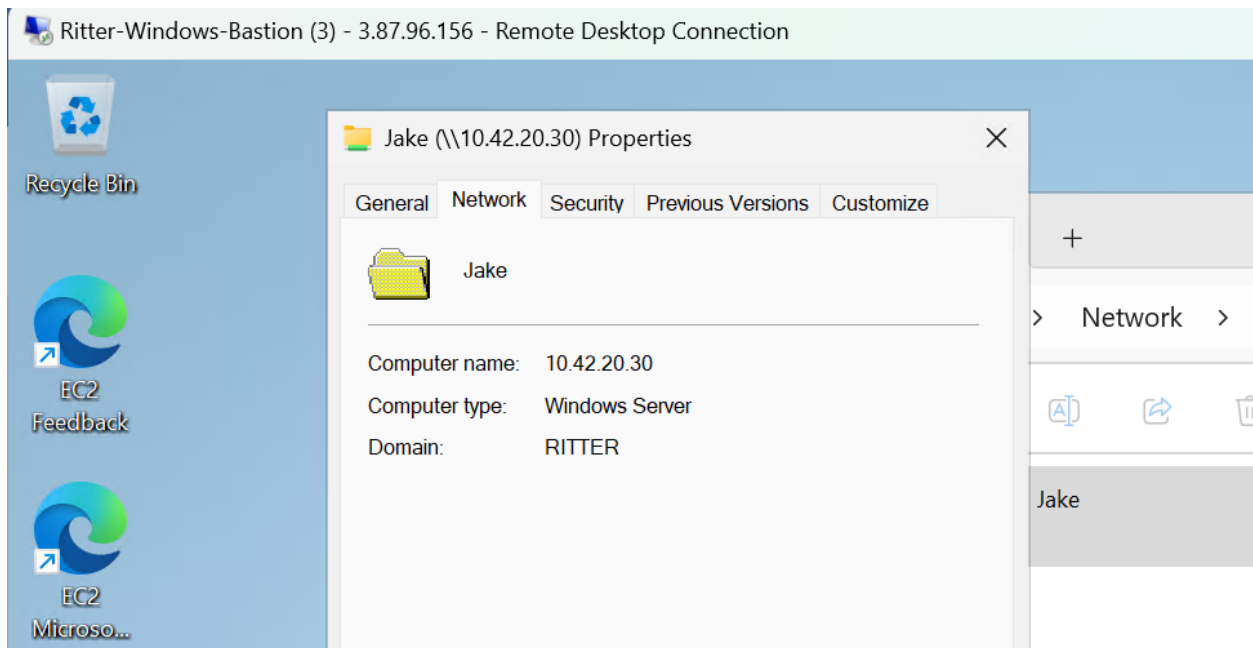 Ritter-Windows-Bastion (3) - 3.87.96.156 - Remote Desktop Connection
Recycle Bin
EC2
Feedback
EC2
Microso...
Jake (\\10.42.20.30) Properties
General Network Security Previous Versions Customize
Jake
Computer name: 10.42.20.30
Computer type: Windows Server
Domain: RITTER
+
> Network >
A
Jake